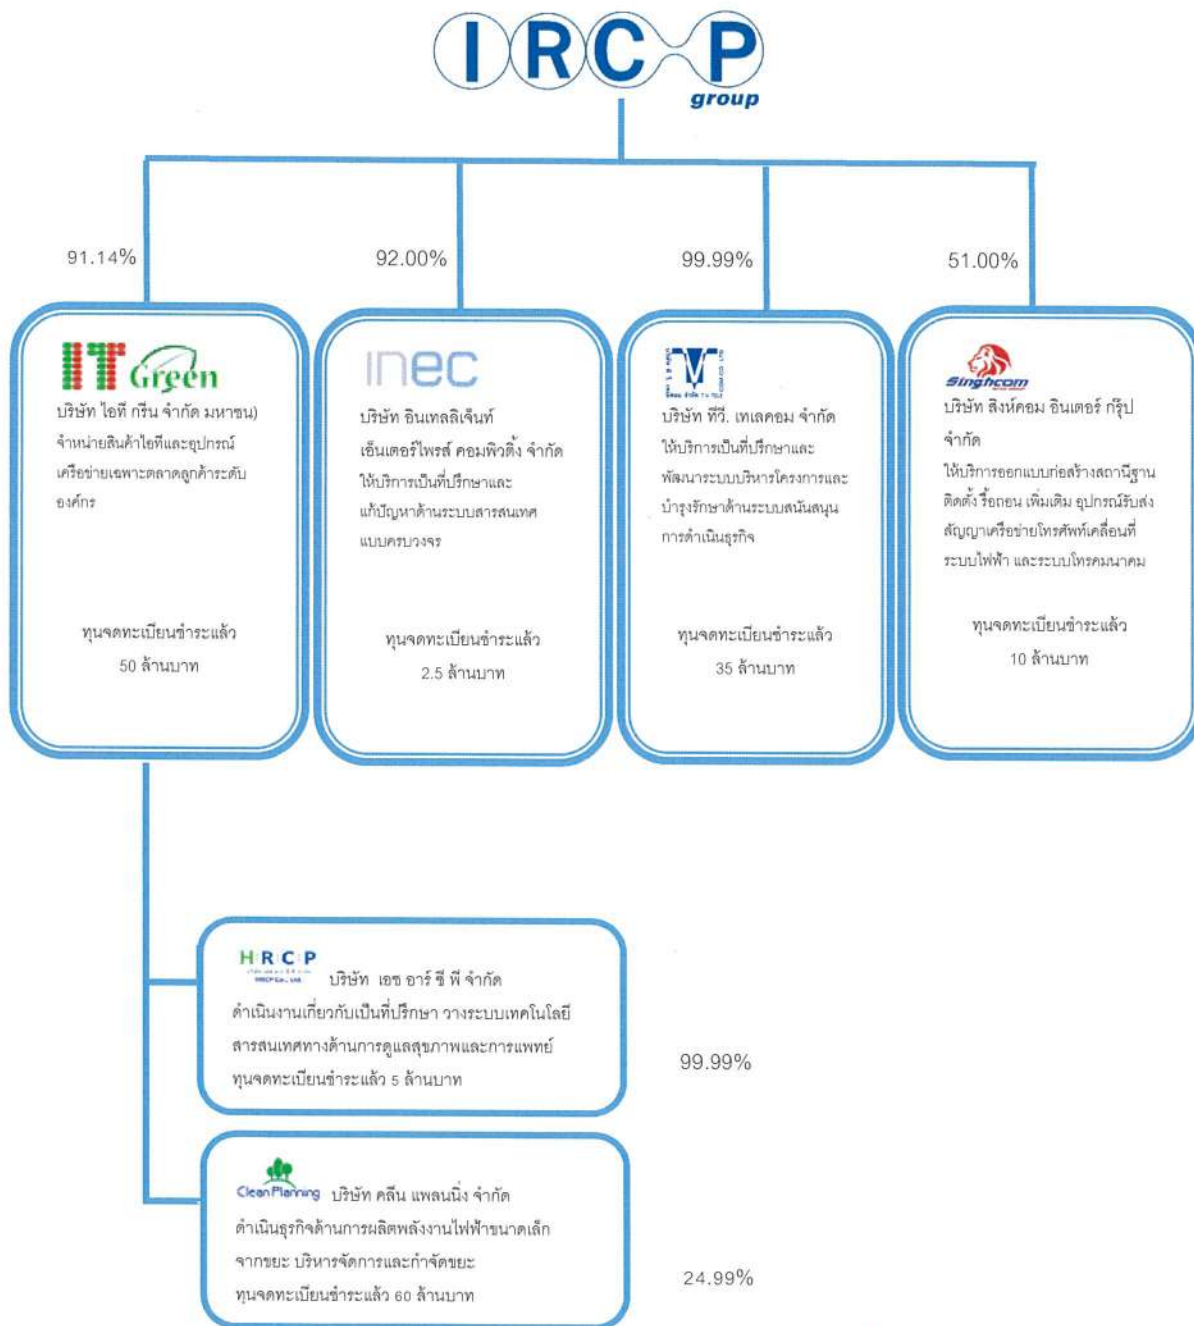 IRCP
group
91.14%
92.00%
99.99%
51.00%
IT Green
บริษัท ไอที กรีน จำกัด มหาชน)
จำหน่ายสินค้าไอทีและอุปกรณ์
เครือข่ายเฉพาะตลาดลูกค้าระดับ
องค์กร
ทุนจดทะเบียนชำระแล้ว
50 ล้านบาท
inec
บริษัท อินเทลลิเจ็นท์
เอ็นเตอร์ไพรส์ คอมพิวติ้ง จำกัด
ให้บริการเป็นที่ปรึกษาและ
แก้ปัญหาด้านระบบสารสนเทศ
แบบครบวงจร
ทุนจดทะเบียนชำระแล้ว
2.5 ล้านบาท
บริษัท ทีวี. เทเลคอม จำกัด
ให้บริการเป็นที่ปรึกษาและ
พัฒนาระบบบริหารโครงการและ
บำรุงรักษาด้านระบบสนันสนุน
การดำเนินธุรกิจ
ทุนจดทะเบียนชำระแล้ว
35 ล้านบาท
Singhcom
บริษัท สิงห์คอม อินเตอร์ กรุ๊ป
จำกัด
ให้บริการออกแบบก่อสร้างสถานีฐาน
ติดตั้ง รื้อถอน เพิ่มเติม อุปกรณ์รับส่ง
สัญญาเครือข่ายโทรศัพท์เคลื่อนที่
ระบบไฟฟ้า และระบบโทรคมนาคม
ทุนจดทะเบียนชำระแล้ว
10 ล้านบาท
H R C P
บริษัท เอช อาร์ ซี พี จำกัด
ดำเนินงานเกี่ยวกับเป็นที่ปรึกษา วางระบบเทคโนโลยี
สารสนเทศทางด้านการดูแลสุขภาพและการแพทย์
ทุนจดทะเบียนชำระแล้ว 5 ล้านบาท
99.99%
Clean Planning บริษัท คลีน แพลนนิ่ง จำกัด
ดำเนินธุรกิจด้านการผลิตพลังงานไฟฟ้าขนาดเล็ก
จากขยะ บริหารจัดการและกำจัดขยะ
ทุนจดทะเบียนชำระแล้ว 60 ล้านบาท
24.99%